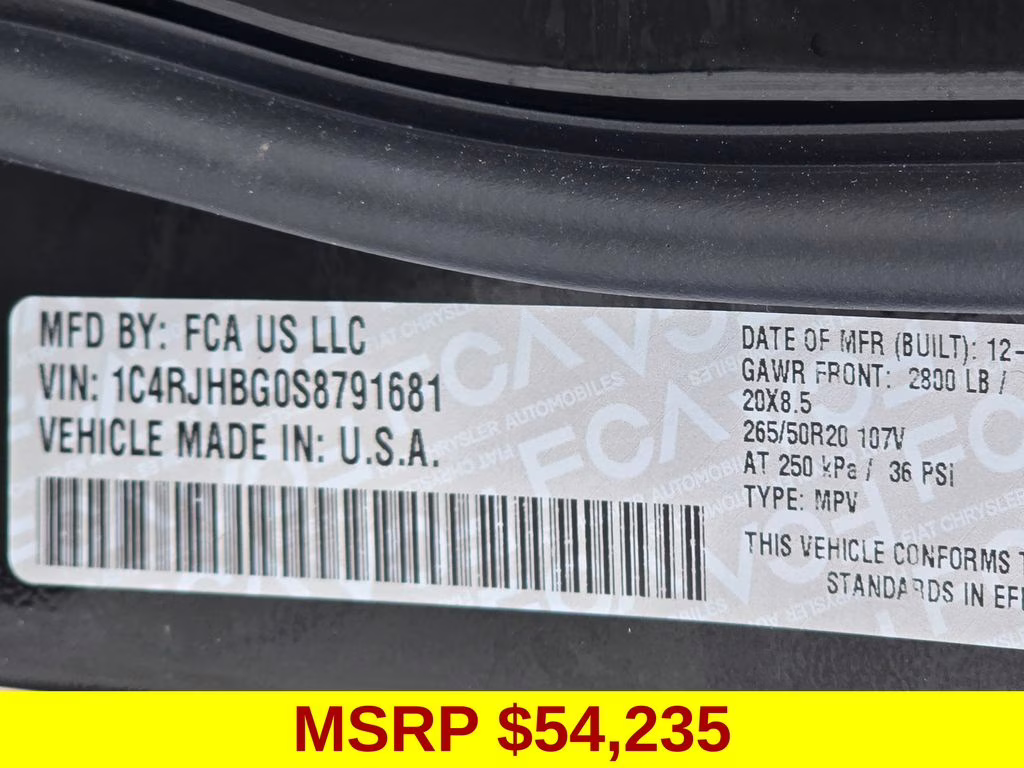 MFD BY: FCA US LLC
VIN: 1C4RJHBG0S8791681
VEHICLE MADE IN: U.S.A.
DATE OF MFR (BUILT): 12-
GAWR FRONT: 2800 LB /
20X8.5
265/50R20 107V
AT 250 kPa / 36 PSI
TYPE: MPV
THIS VEHICLE CONFORMS T
STANDARDS IN EF
MSRP $54,235